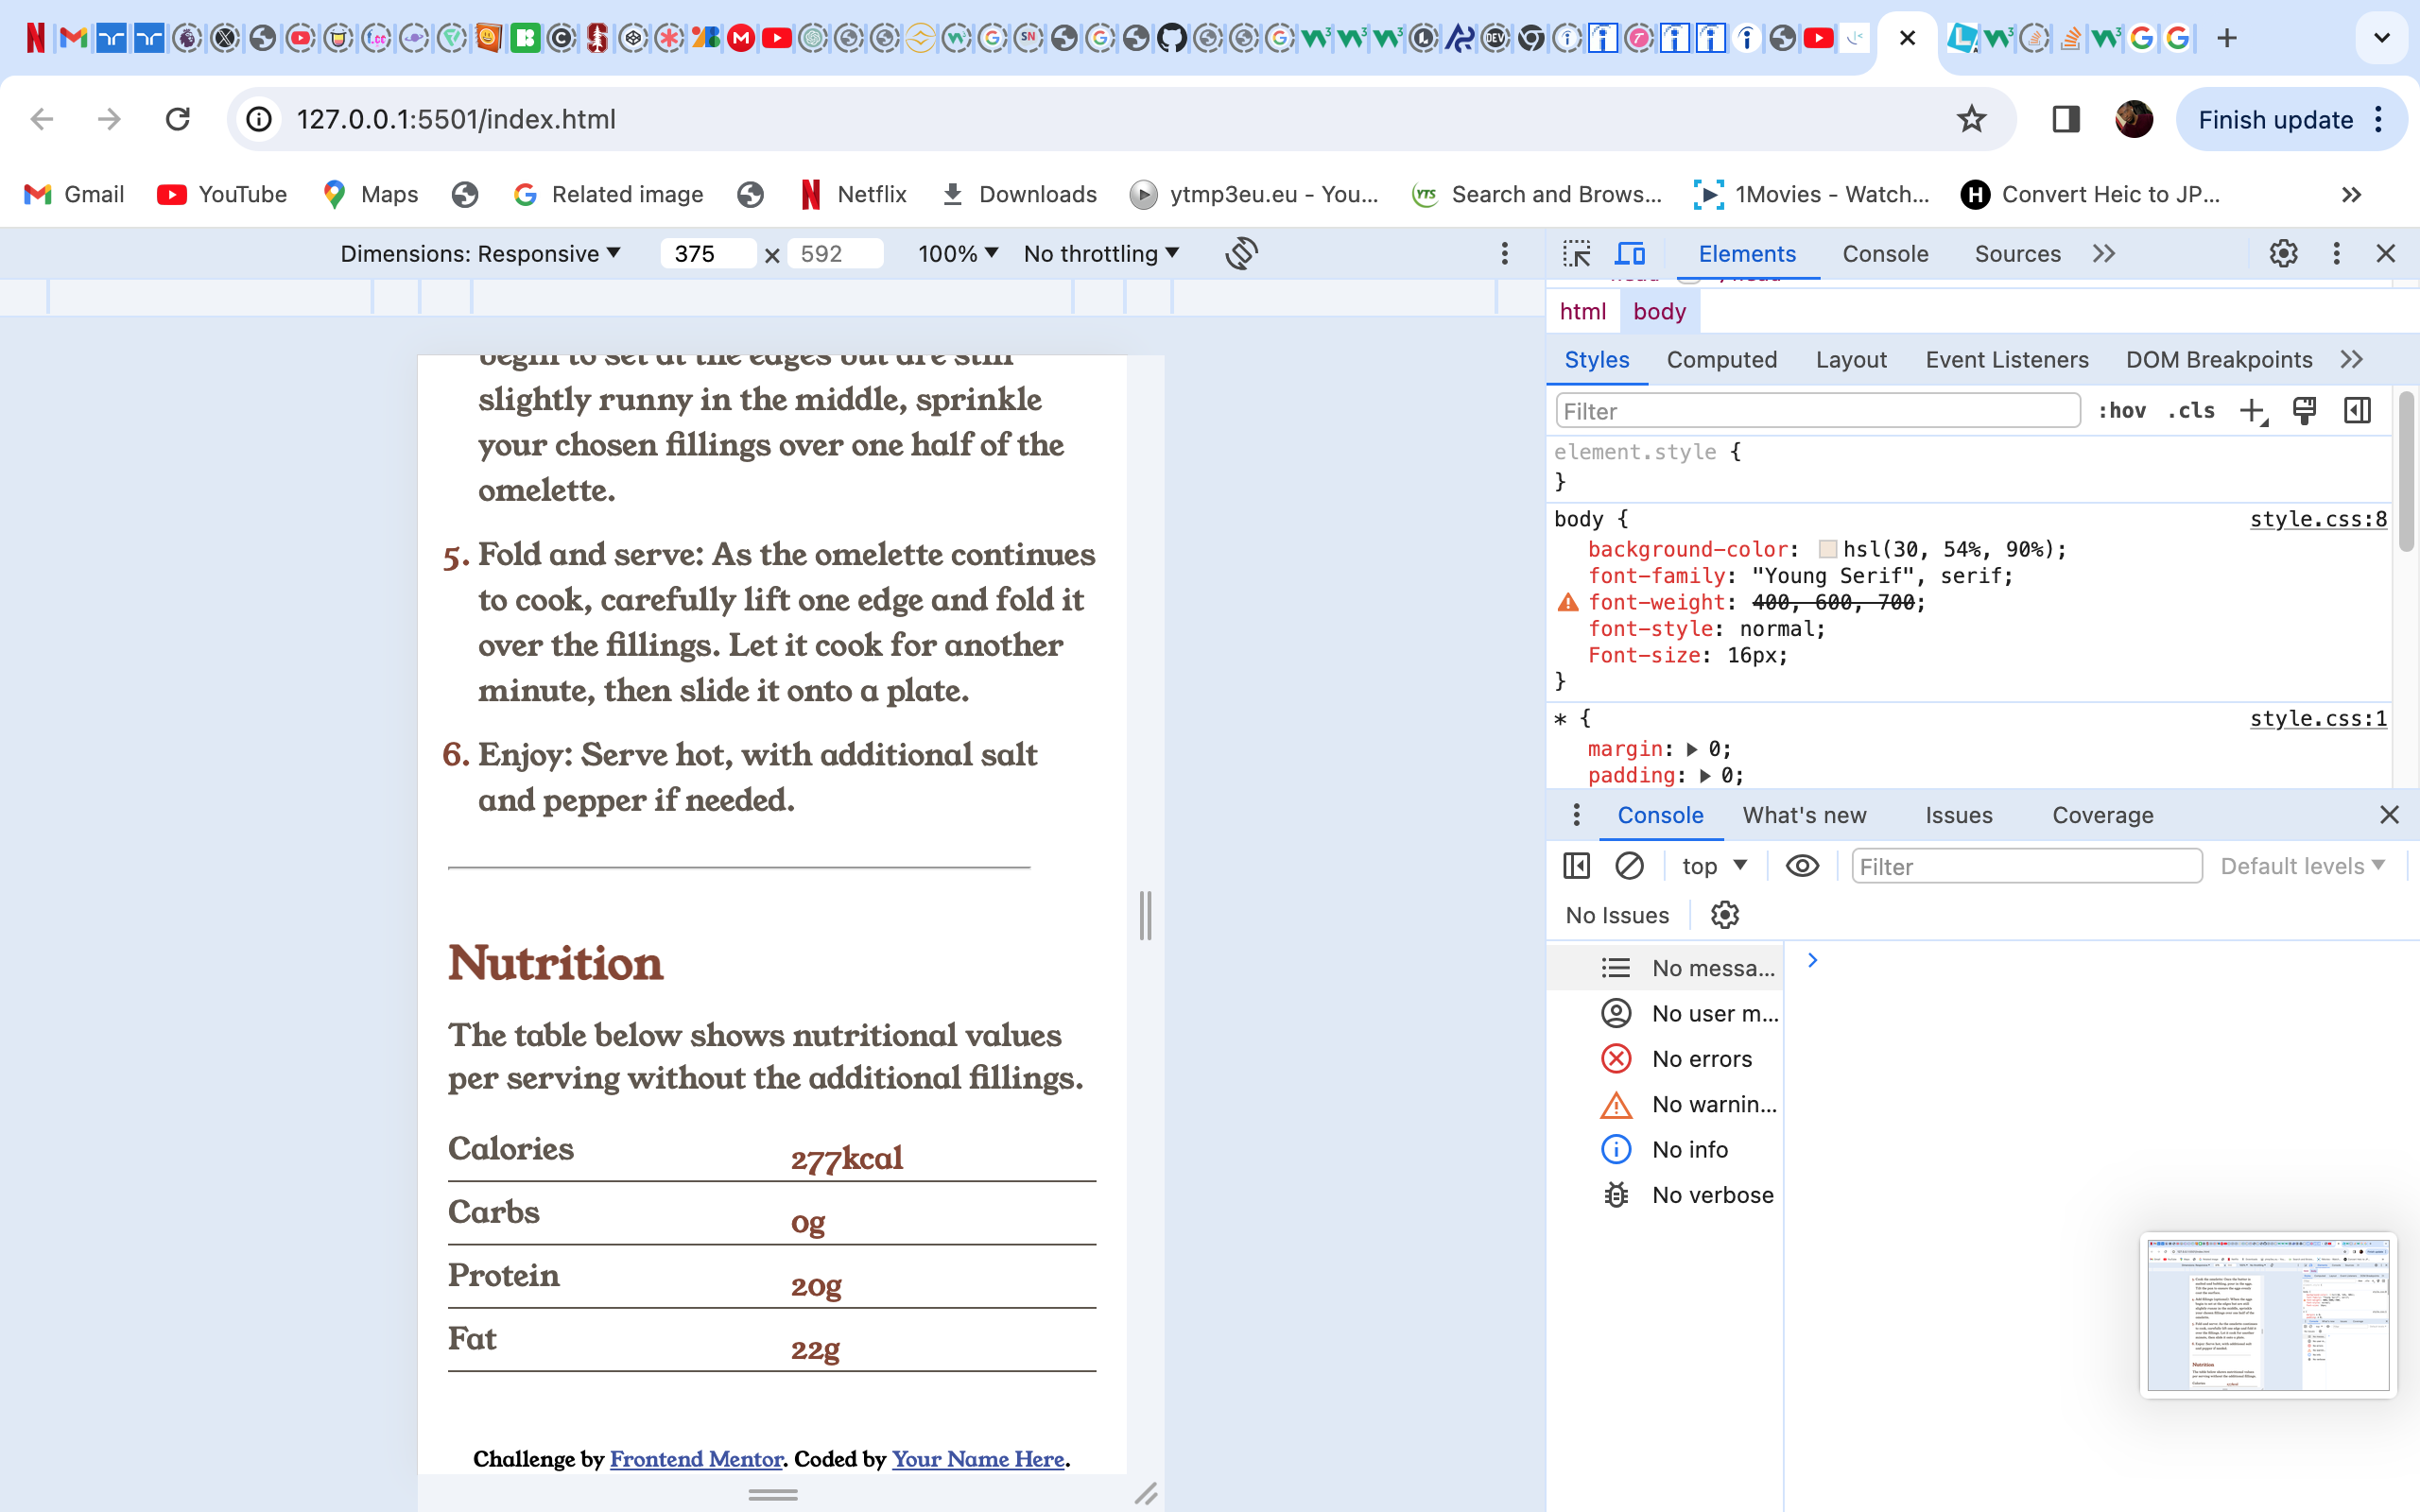 127.0.0.1:5501/index.html
Finish update
Gmail
YouTube
Maps
Related image
Netflix
Downloads
ytmp3eu.eu - You...
Search and Brows...
1Movies - Watch...
Convert Heic to JP...
Dimensions: Responsive
375 x 592
100%
No throttling
Elements
Console
Sources
html body
Styles
Computed
Layout
Event Listeners
DOM Breakpoints
Filter
:hov .cls
element.style {
}
body {
style.css:8
background-color: hsl(30, 54%, 90%);
font-family: "Young Serif", serif;
font-weight: 400, 600, 700;
font-style: normal;
Font-size: 16px;
}
* {
style.css:1
margin: 0;
padding: 0;
Console
What's new
Issues
Coverage
top
Filter
Default levels
No Issues
No messa...
No user m...
No errors
No warnin...
No info
No verbose
begin to set at the edges but are still
slightly runny in the middle, sprinkle
your chosen fillings over one half of the
omelette.
5. Fold and serve: As the omelette continues
to cook, carefully lift one edge and fold it
over the fillings. Let it cook for another
minute, then slide it onto a plate.
6. Enjoy: Serve hot, with additional salt
and pepper if needed.
Nutrition
The table below shows nutritional values
per serving without the additional fillings.
Calories 277kcal
Carbs 0g
Protein 20g
Fat 22g
Challenge by Frontend Mentor. Coded by Your Name Here.